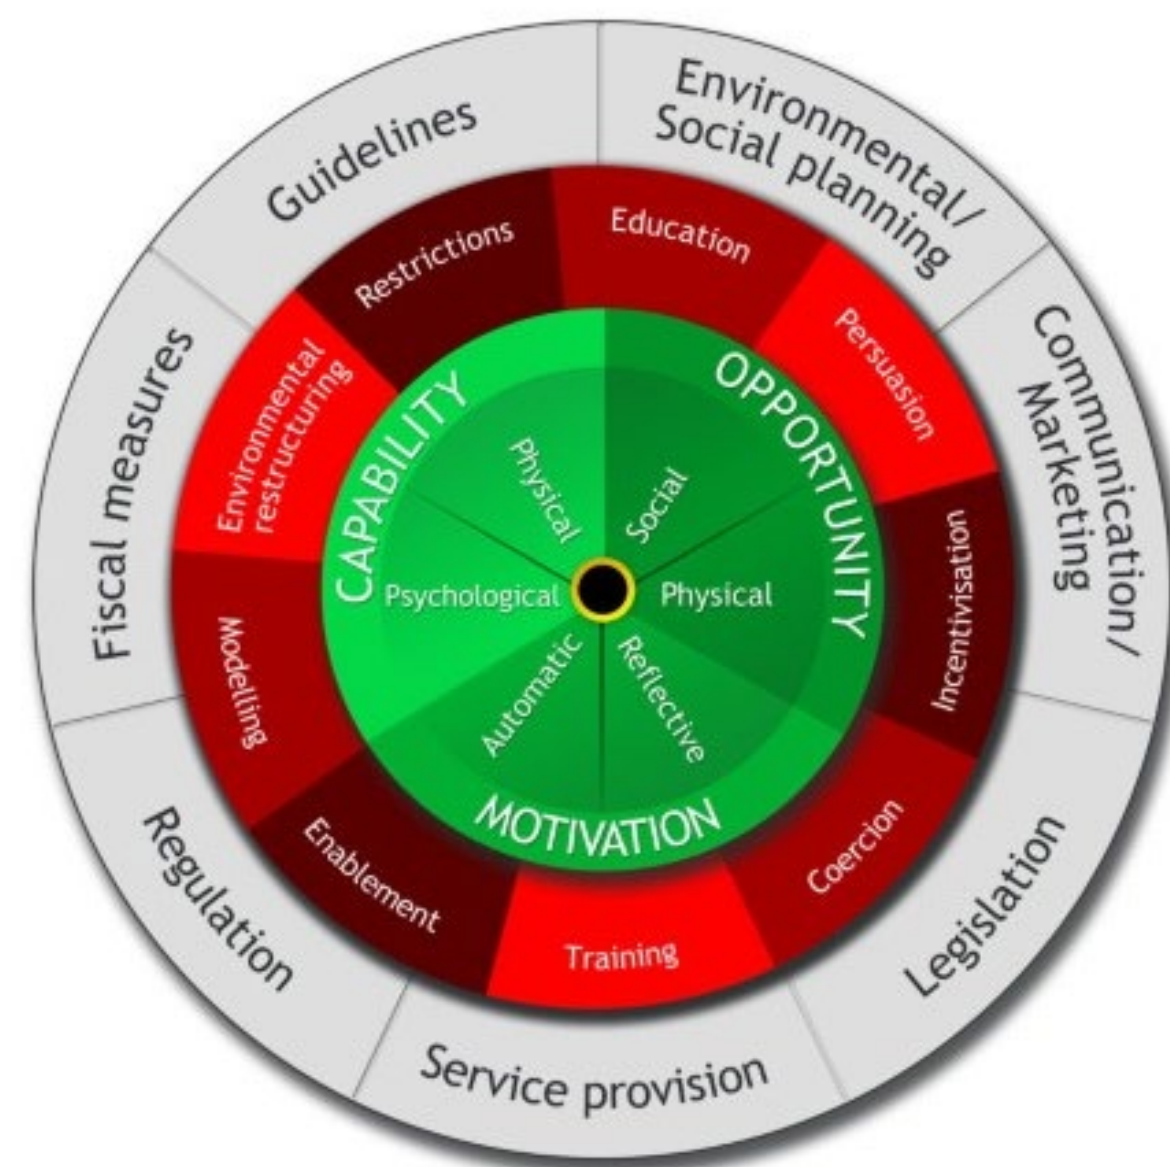 Environmental/
Social planning
Communication/
Marketing
Legislation
Service provision
Regulation
Fiscal measures
Guidelines
Education
Persuasion
Incentivisation
Coercion
Training
Enablement
Modelling
Environmental
restructuring
Restrictions
OPPORTUNITY
MOTIVATION
CAPABILITY
Social
Physical
Reflective
Automatic
Psychological
Physical